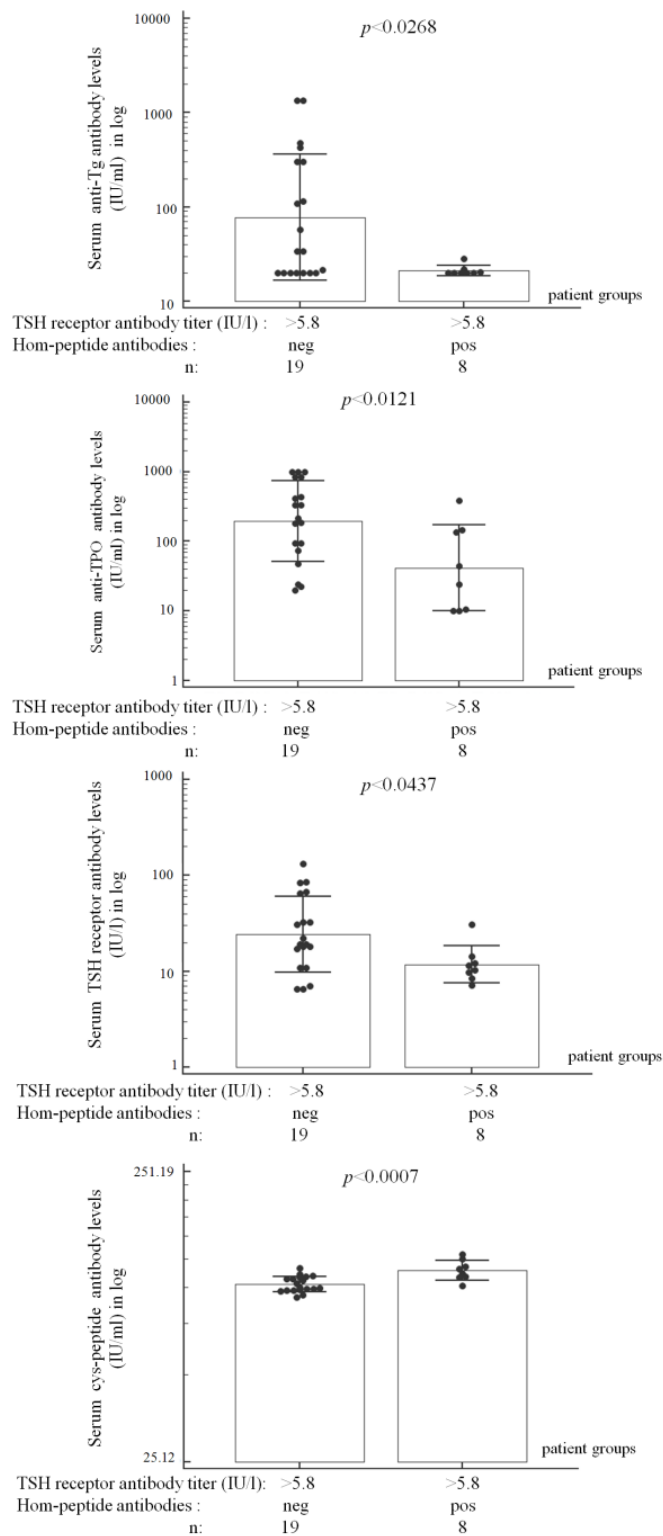 10000
p<0.0268
1000
100
10
Serum anti-Tg antibody levels
(IU/ml) in log
patient groups
TSH receptor antibody titer (IU/l) : >5.8 >5.8
Hom-peptide antibodies : neg pos
n: 19 8
10000
p<0.0121
1000
100
10
1
Serum anti-TPO antibody levels
(IU/ml) in log
patient groups
TSH receptor antibody titer (IU/l) : >5.8 >5.8
Hom-peptide antibodies : neg pos
n: 19 8
1000
p<0.0437
100
10
1
Serum TSH receptor antibody levels
(IU/l) in log
patient groups
TSH receptor antibody titer (IU/l) : >5.8 >5.8
Hom-peptide antibodies : neg pos
n: 19 8
251.19
p<0.0007
25.12
Serum cys-peptide antibody levels
(IU/ml) in log
patient groups
TSH receptor antibody titer (IU/l): >5.8 >5.8
Hom-peptide antibodies : neg pos
n: 19 8